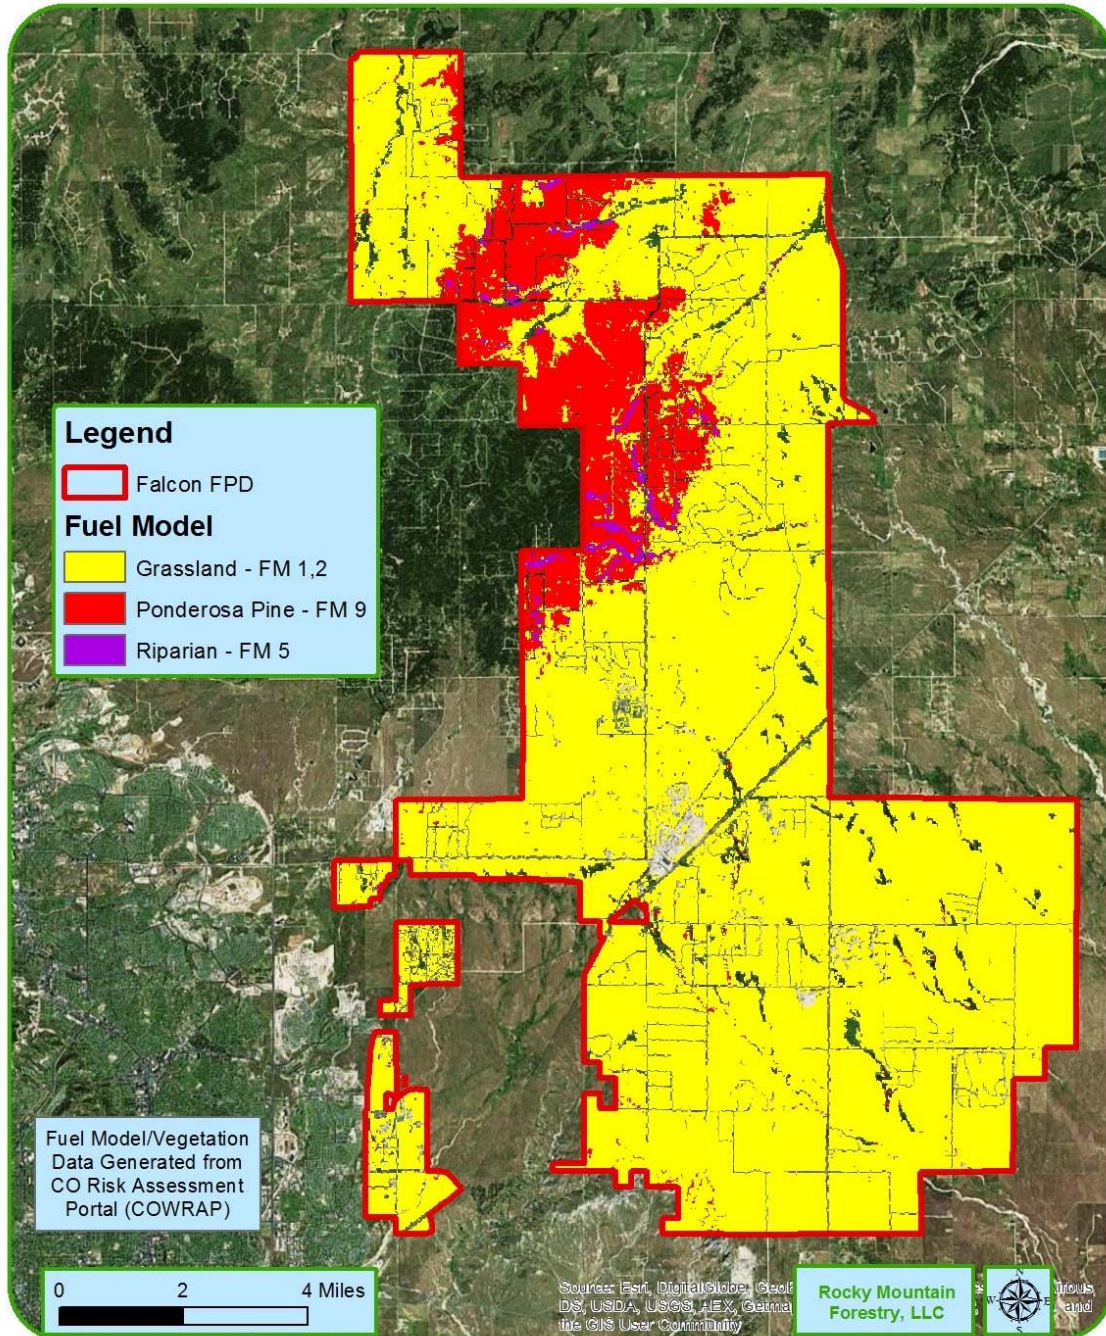 Legend
Falcon FPD
Fuel Model
Grassland - FM 1,2
Ponderosa Pine - FM 9
Riparian - FM 5
Fuel Model/Vegetation
Data Generated from
CO Risk Assessment
Portal (COWRAP)
0 2 4 Miles
Source: Esri, DigitalGlobe,
DS, USDA, USGS, AEX,
and
the GIS User Community
Rocky Mountain
Forestry, LLC
N
W E
S